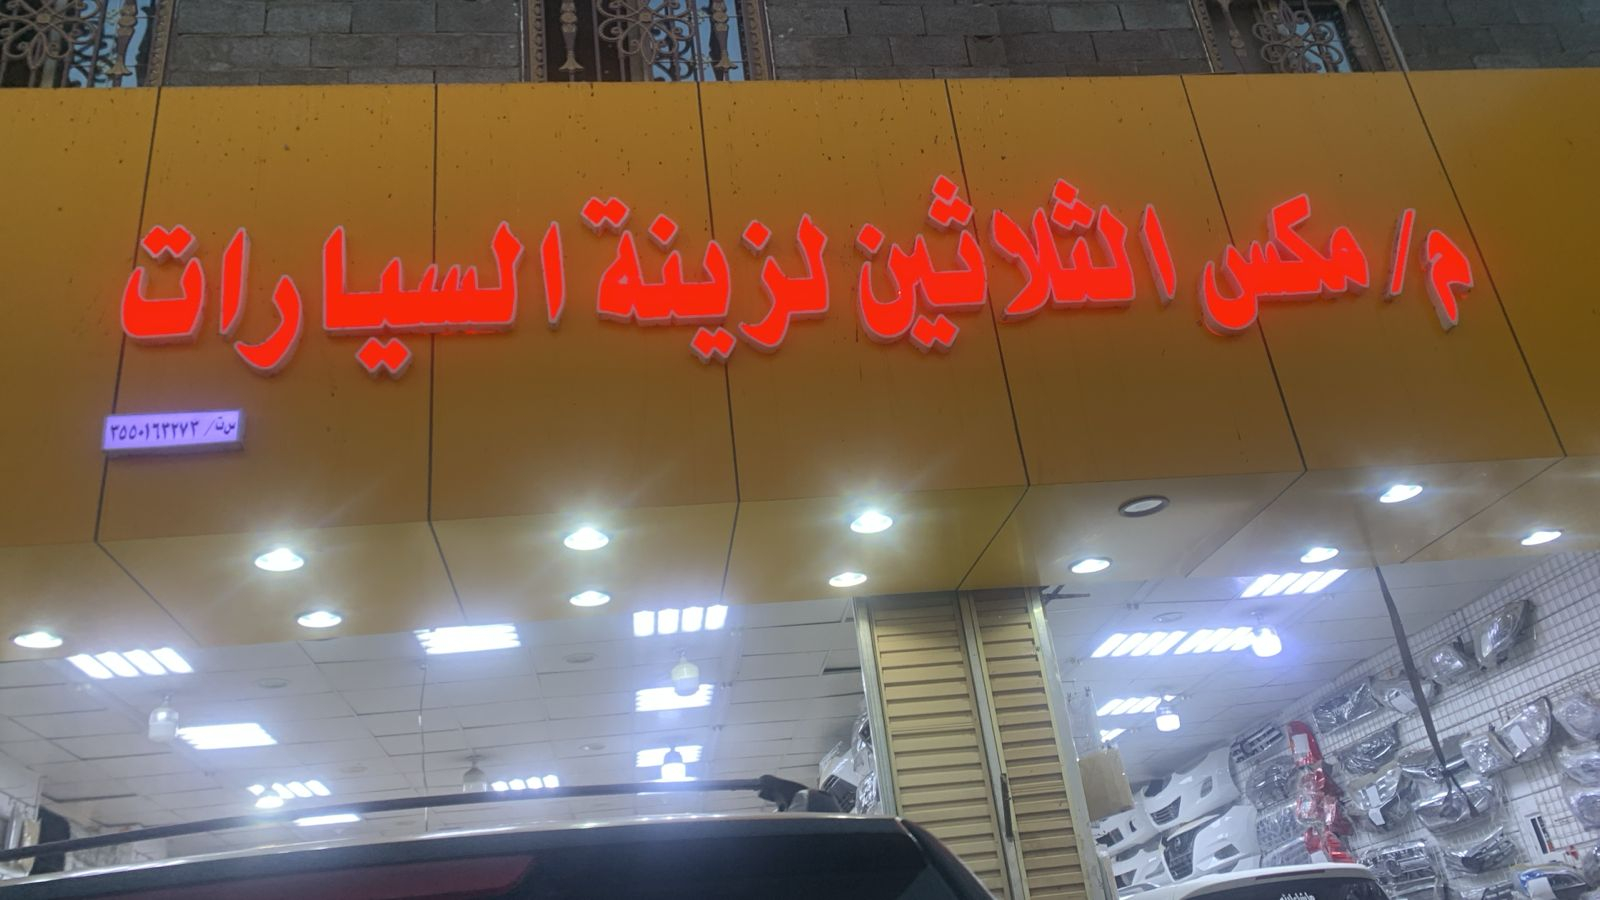 م/ مكس الثلاثين لزينة السيارات
س.ت/ ٣٥٥٠١٦٣٢٧٣